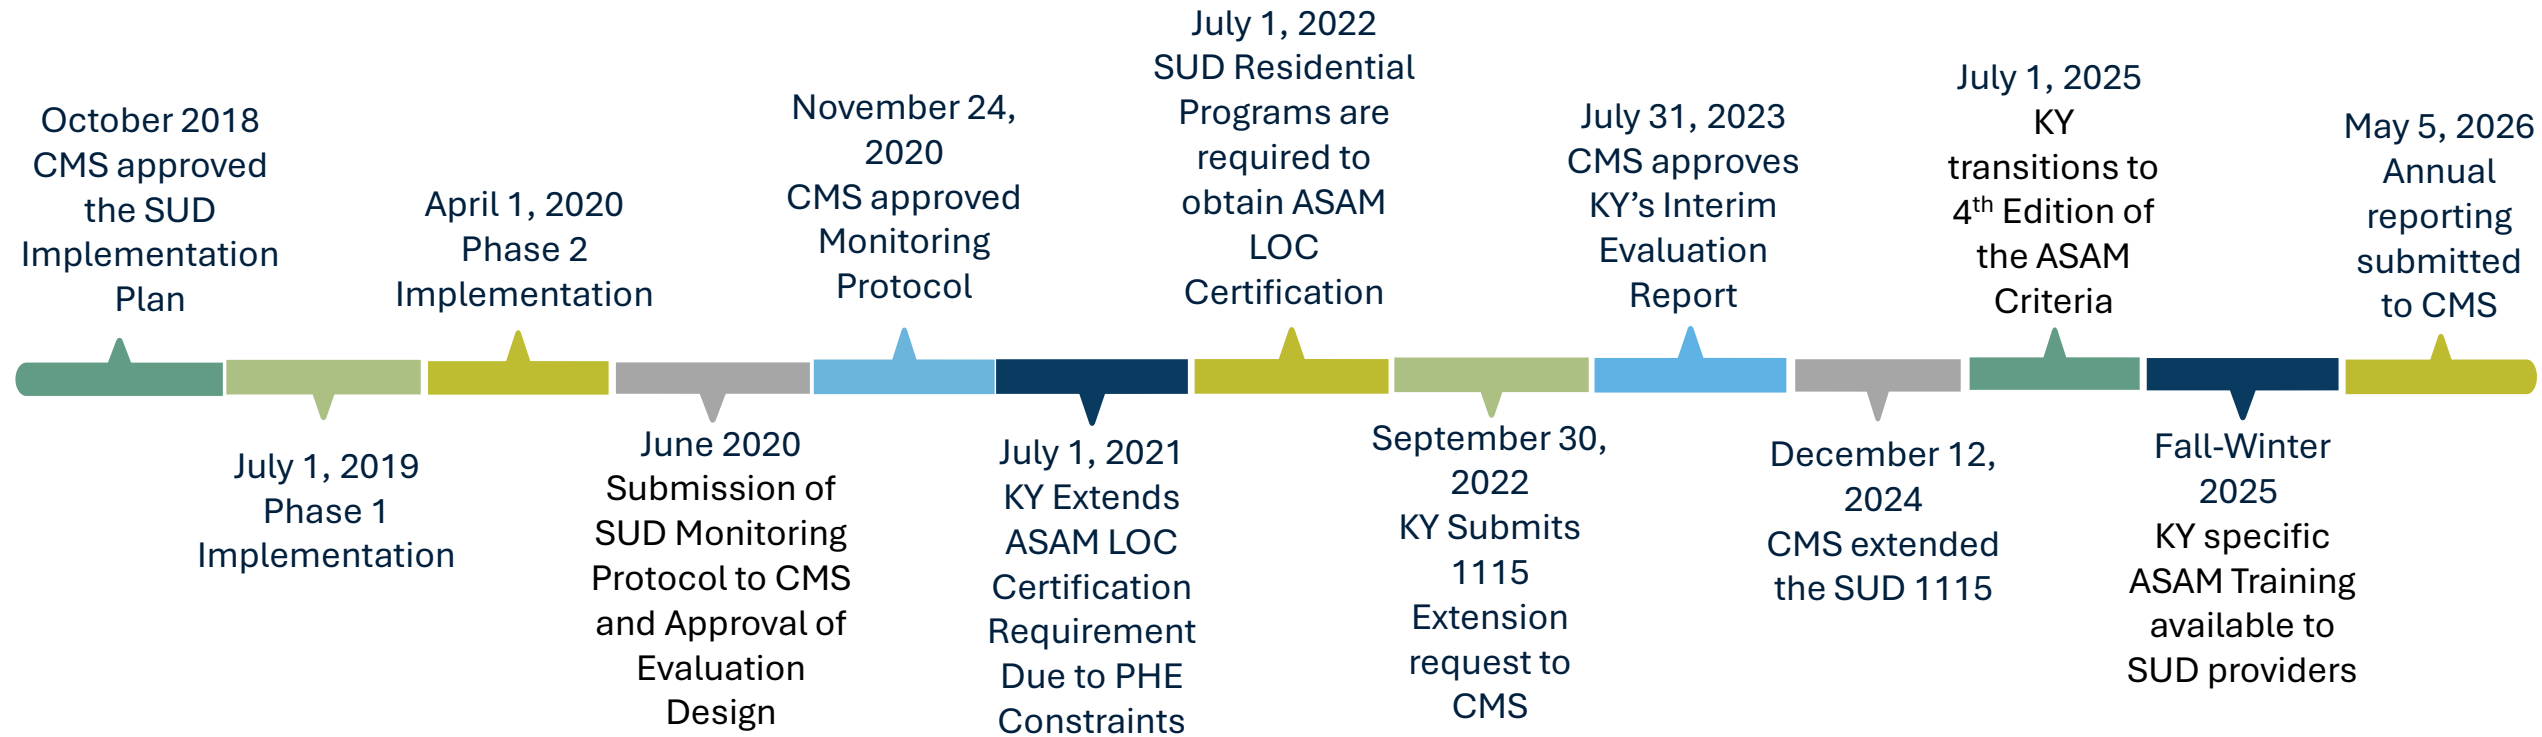 October 2018
CMS approved
the SUD
Implementation
Plan
July 1, 2019
Phase 1
Implementation
April 1, 2020
Phase 2
Implementation
June 2020
Submission of
SUD Monitoring
Protocol to CMS
and Approval of
Evaluation
Design
November 24,
2020
CMS approved
Monitoring
Protocol
July 1, 2021
KY Extends
ASAM LOC
Certification
Requirement
Due to PHE
Constraints
July 1, 2022
SUD Residential
Programs are
required to
obtain ASAM
LOC
Certification
September 30,
2022
KY Submits
1115
Extension
request to
CMS
July 31, 2023
CMS approves
KY’s Interim
Evaluation
Report
December 12,
2024
CMS extended
the SUD 1115
July 1, 2025
KY
transitions to
4th Edition of
the ASAM
Criteria
Fall-Winter
2025
KY specific
ASAM Training
available to
SUD providers
May 5, 2026
Annual
reporting
submitted
to CMS